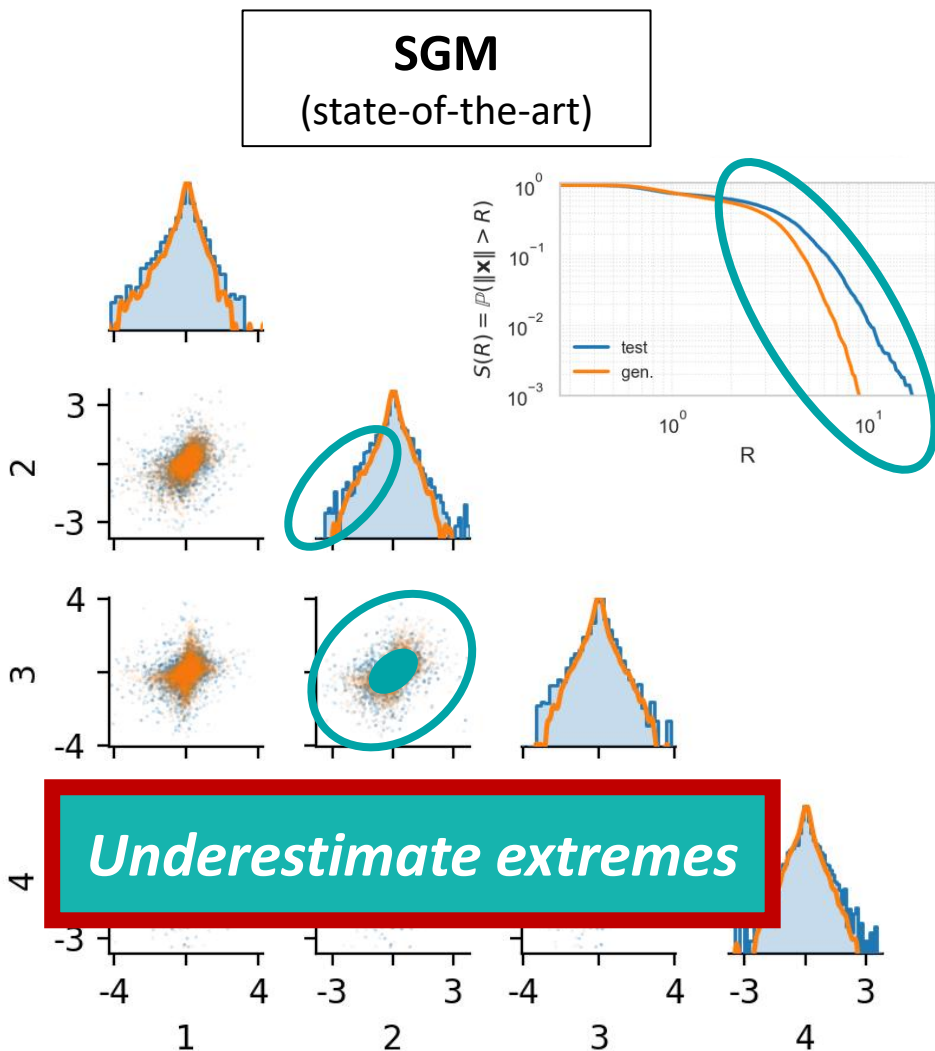 SGM
(state-of-the-art)
S(R) = ℙ(‖x‖ > R)
10⁰
10⁻¹
10⁻²
10⁻³
test
gen.
10⁰ 10¹
R
2
3
-3
3
4
-4
Underestimate extremes
4
-3
-4 4 -3 3 -4 4 -3 3
1 2 3 4